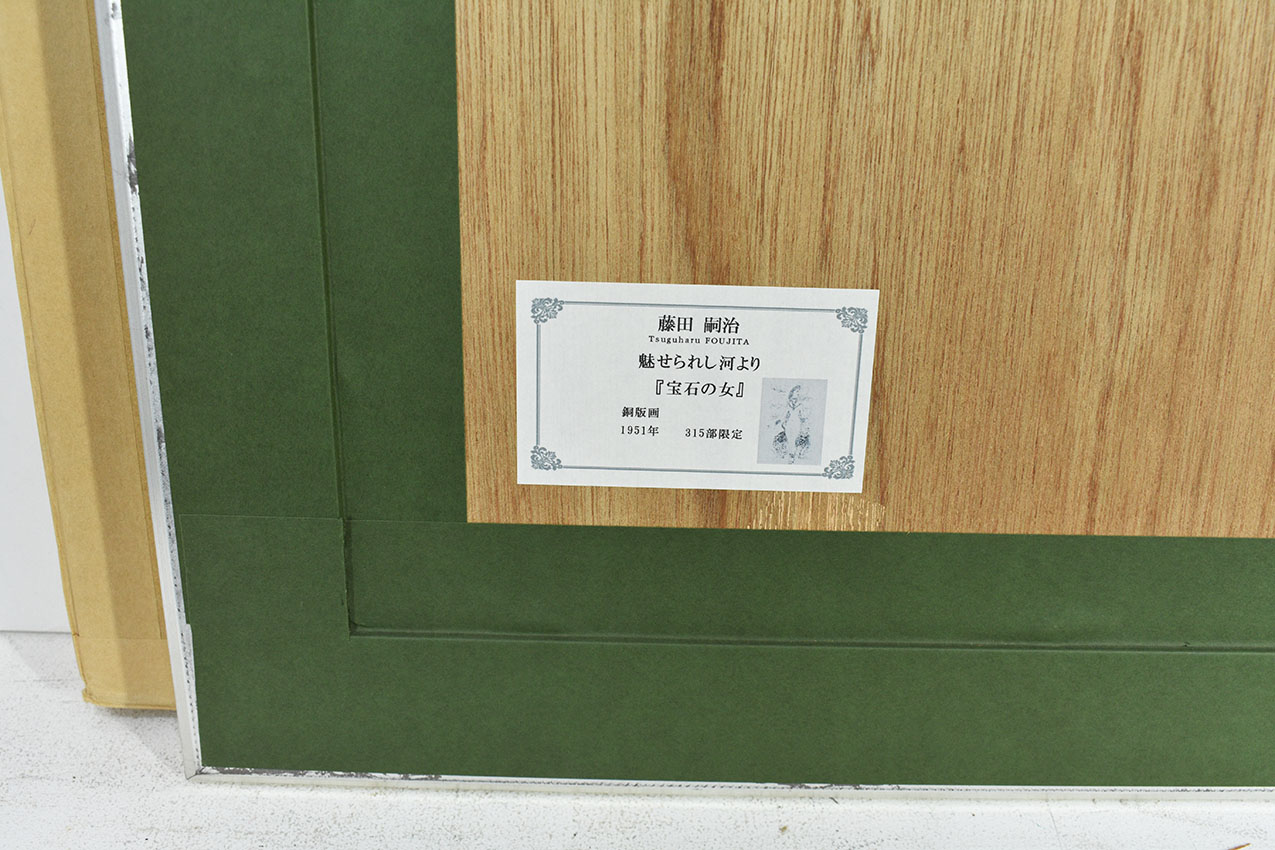 藤田 嗣治
Tsuguharu FOUJITA
魅せられし河より
『宝石の女』
銅版画
1951年 315部限定